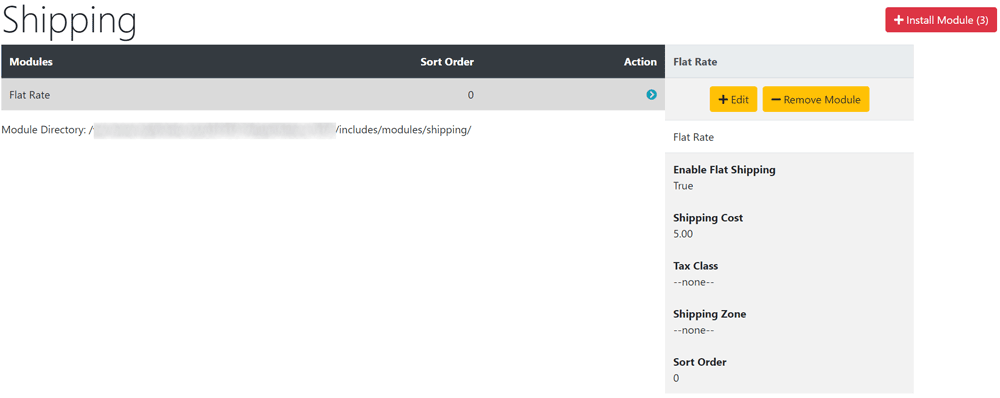 Shipping
Install Module (3)
Modules Sort Order Action
Flat Rate 0
Module Directory: / /includes/modules/shipping/
Flat Rate
Edit Remove Module
Flat Rate
Enable Flat Shipping
True
Shipping Cost
5.00
Tax Class
--none--
Shipping Zone
--none--
Sort Order
0